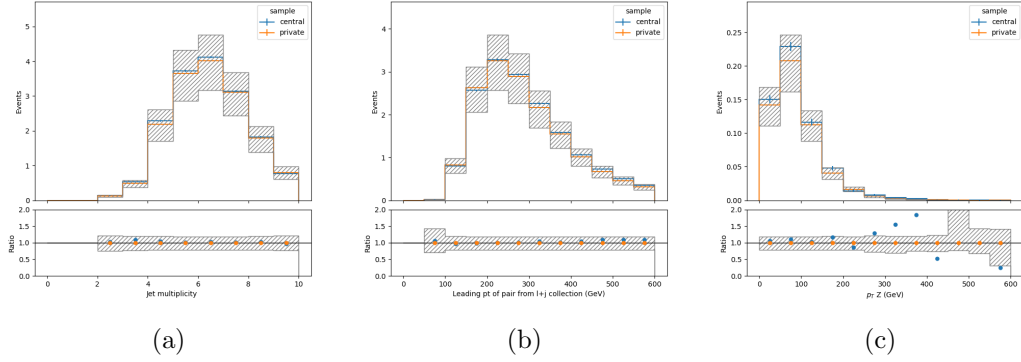 sample
central
private
Events
5
4
3
2
1
0
Ratio
2.0
1.5
1.0
0.5
0.0
0 2 4 6 8 10
Jet multiplicity
(a)
sample
central
private
Events
4
3
2
1
0
Ratio
2.0
1.5
1.0
0.5
0.0
0 100 200 300 400 500 600
Leading pt of pair from l+j collection (GeV)
(b)
sample
central
private
Events
0.25
0.20
0.15
0.10
0.05
0.00
Ratio
2.0
1.5
1.0
0.5
0.0
0 100 200 300 400 500 600
pT Z (GeV)
(c)